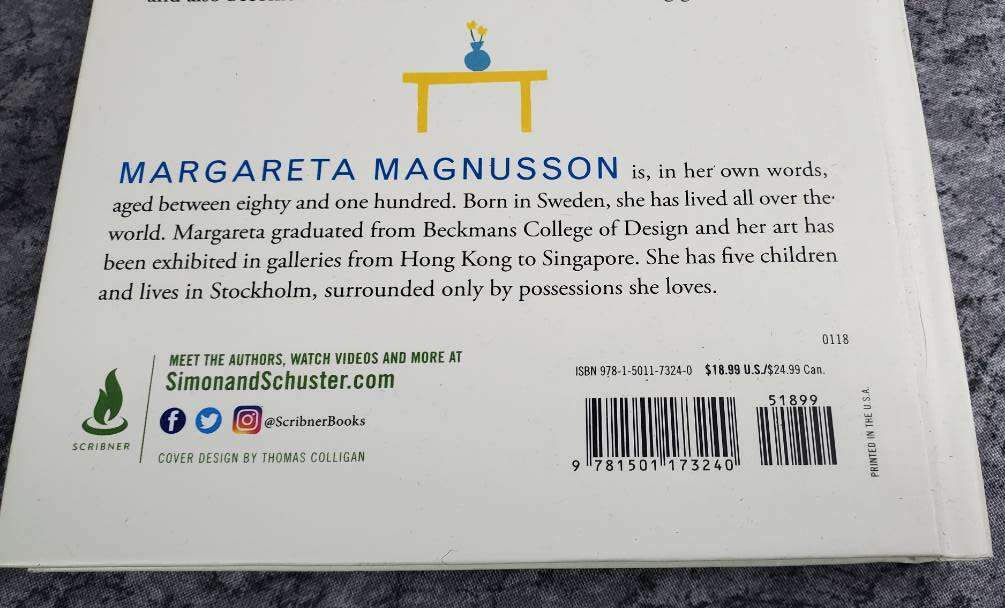 MARGARETA MAGNUSSON is, in her own words,
aged between eighty and one hundred. Born in Sweden, she has lived all over the
world. Margareta graduated from Beckmans College of Design and her art has
been exhibited in galleries from Hong Kong to Singapore. She has five children
and lives in Stockholm, surrounded only by possessions she loves.
0118
MEET THE AUTHORS, WATCH VIDEOS AND MORE AT
SimonandSchuster.com
@ScribnerBooks
SCRIBNER
COVER DESIGN BY THOMAS COLLIGAN
ISBN 978-1-5011-7324-0 $18.99 U.S./$24.99 Can.
51899
9 781501 173240
PRINTED IN THE U.S.A.